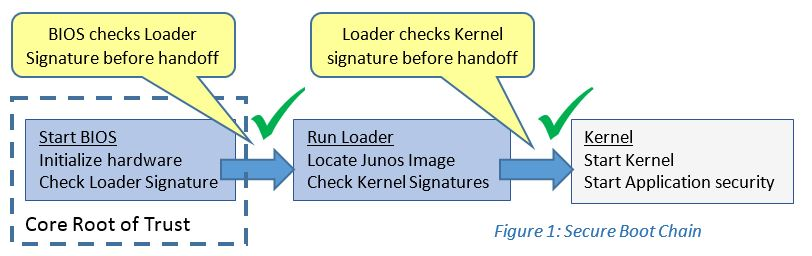 BIOS checks Loader
Signature before handoff
Loader checks Kernel
signature before handoff
Start BIOS
Initialize hardware
Check Loader Signature
Core Root of Trust
Run Loader
Locate Junos Image
Check Kernel Signatures
Kernel
Start Kernel
Start Application security
Figure 1: Secure Boot Chain